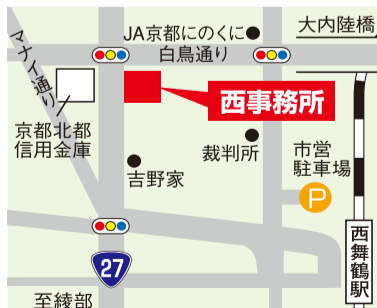 JA京都にのくに
大内陸橋
白鳥通り
マナイ通り
西事務所
京都北都
信用金庫
裁判所
市営
駐車場
吉野家
P
西舞鶴駅
27
至綾部